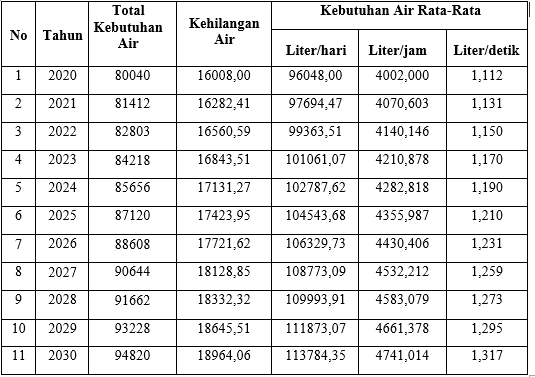 No Tahun Total Kebutuhan Air Kehilangan Air Kebutuhan Air Rata-Rata
Liter/hari Liter/jam Liter/detik
1 2020 80040 16008,00 96048,00 4002,000 1,112
2 2021 81412 16282,41 97694,47 4070,603 1,131
3 2022 82803 16560,59 99363,51 4140,146 1,150
4 2023 84218 16843,51 101061,07 4210,878 1,170
5 2024 85656 17131,27 102787,62 4282,818 1,190
6 2025 87120 17423,95 104543,68 4355,987 1,210
7 2026 88608 17721,62 106329,73 4430,406 1,231
8 2027 90644 18128,85 108773,09 4532,212 1,259
9 2028 91662 18332,32 109993,91 4583,079 1,273
10 2029 93228 18645,51 111873,07 4661,378 1,295
11 2030 94820 18964,06 113784,35 4741,014 1,317